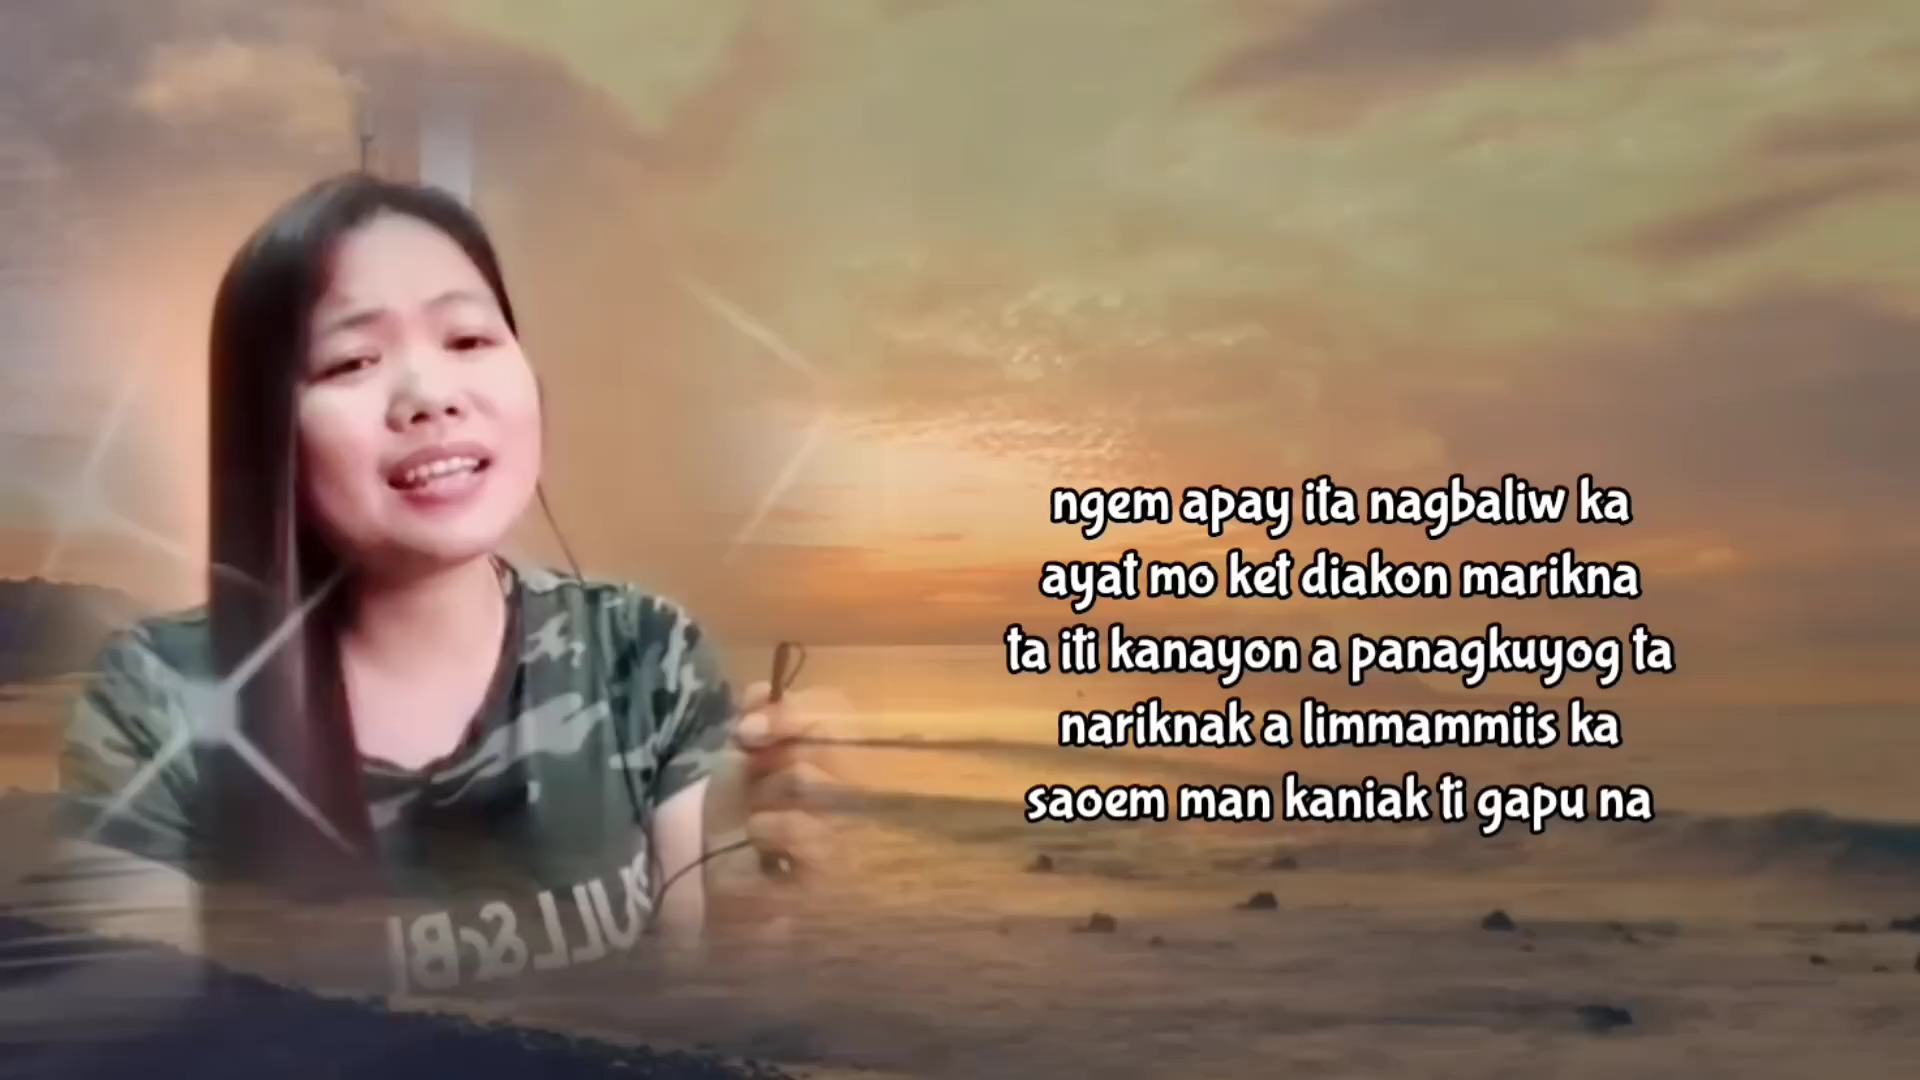 ngem apay ita nagbaliw ka
ayat mo ket diakon marikna
ta iti kanayon a panagkuyog ta
nariknak a limmammiis ka
saoem man kaniak ti gapu na